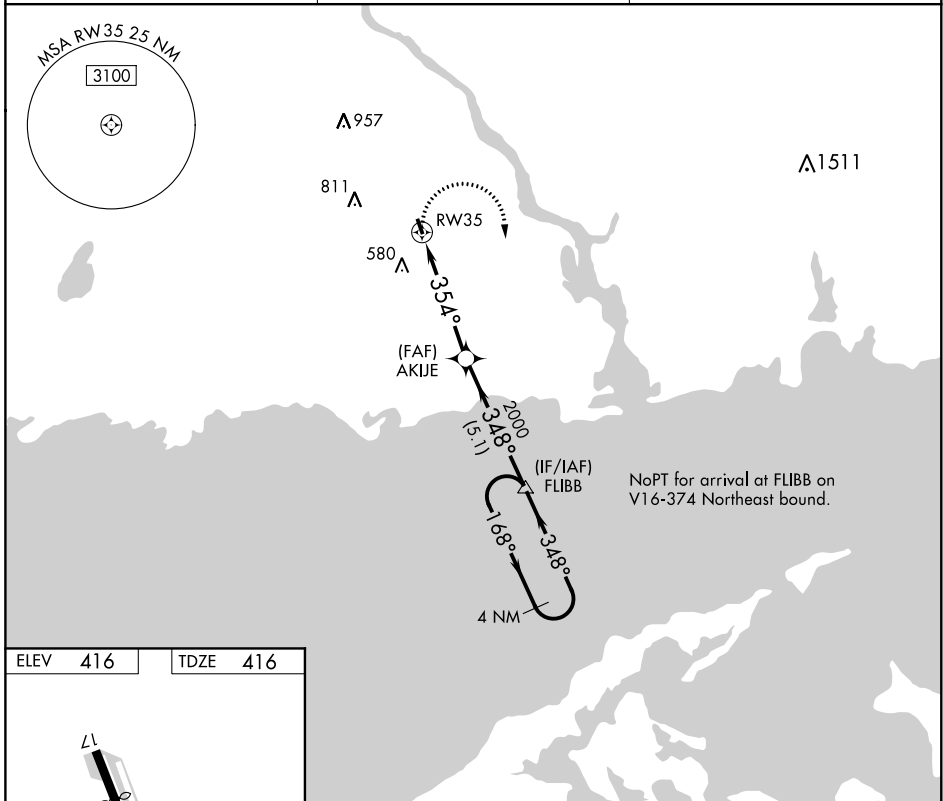 MSA RW35 25 NM
3100
957
1511
811
RW35
580
354°
(FAF)
AKIJE
2000
348°
(5.1)
(IF/IAF)
FLIBB
NoPT for arrival at FLIBB on
V16-374 Northeast bound.
168°
348°
4 NM
ELEV 416
TDZE 416
17